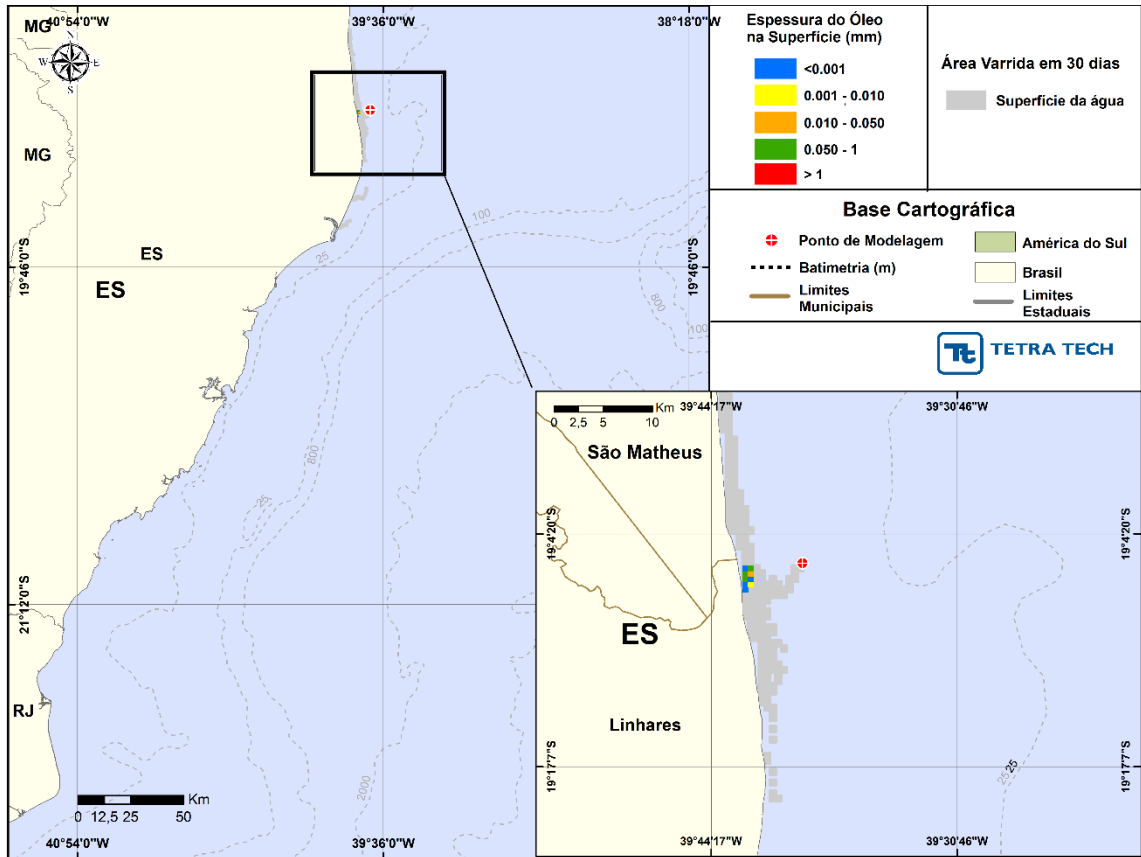 40°54'0"W
39°36'0"W
38°18'0"W
MG
N
W
E
S
MG
ES
ES
RJ
19°46'0"S
19°46'0"S
21°12'0"S
100
25
800
100
800
25
2000
Km
0 12,5 25 50
40°54'0"W
39°36'0"W
Espessura do Óleo
na Superfície (mm)
<0.001
0.001 - 0.010
0.010 - 0.050
0.050 - 1
> 1
Área Varrida em 30 dias
Superfície da água
Base Cartográfica
Ponto de Modelagem
Batimetria (m)
Limites
Municipais
América do Sul
Brasil
Limites
Estaduais
Tt
TETRA TECH
Km
0 2,5 5 10
39°44'17"W
39°30'46"W
São Matheus
19°4'20"S
19°4'20"S
ES
Linhares
19°17'7"S
19°17'7"S
25
25
39°44'17"W
39°30'46"W